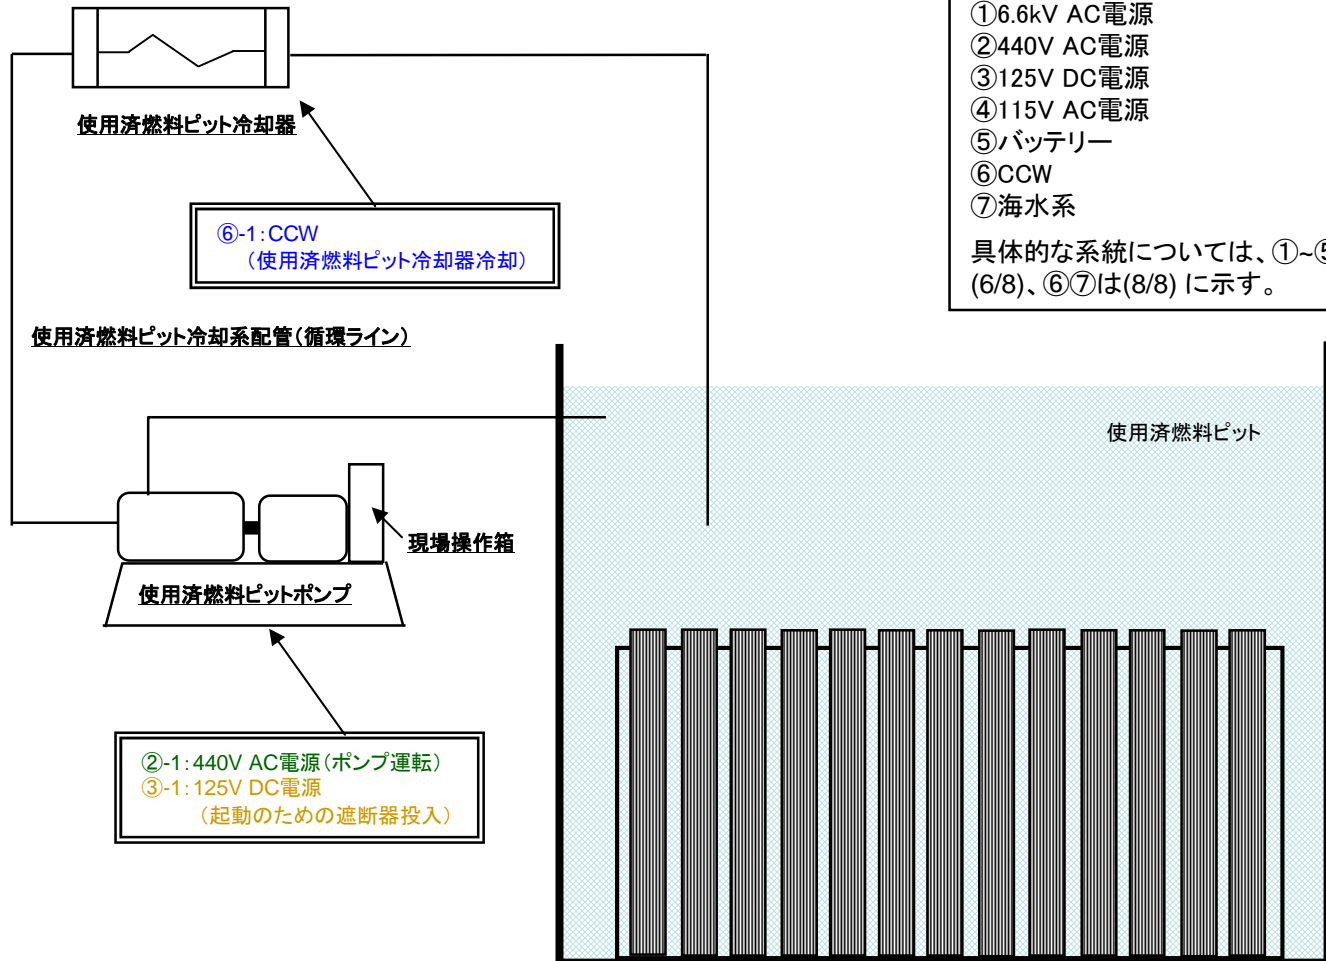 ①6.6kV AC電源
②440V AC電源
③125V DC電源
④115V AC電源
⑤バッテリー
⑥CCW
⑦海水系
具体的な系統については、①~⑤
(6/8)、⑥⑦は(8/8) に示す。
使用済燃料ピット冷却器
⑥-1:CCW
（使用済燃料ピット冷却器冷却）
使用済燃料ピット冷却系配管（循環ライン）
使用済燃料ピット
現場操作箱
使用済燃料ピットポンプ
②-1:440V AC電源（ポンプ運転）
③-1:125V DC電源
（起動のための遮断器投入）